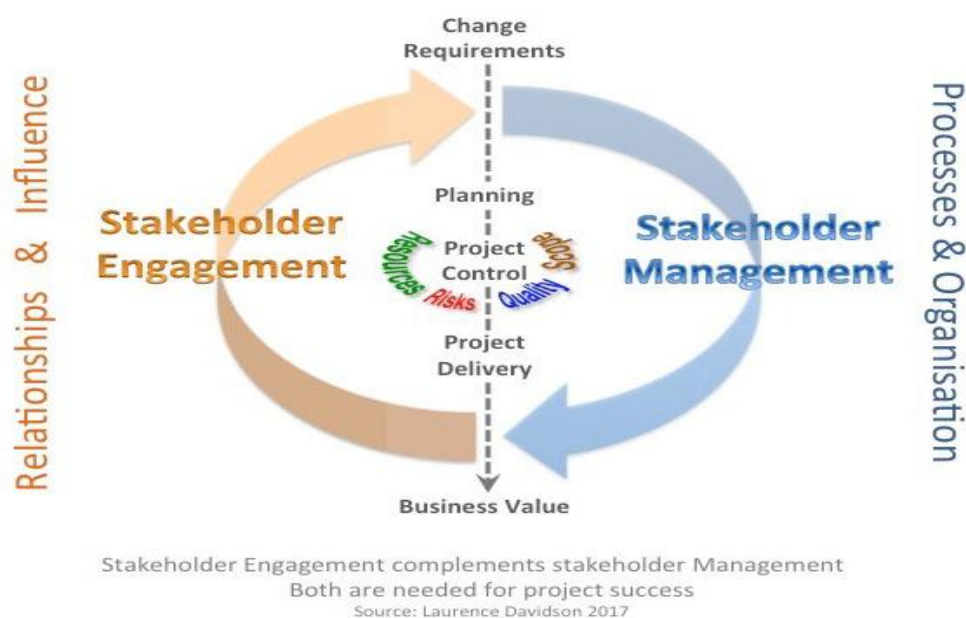 Change
Requirements
Relationships & Influence
Processes & Organisation
Planning
Stakeholder
Engagement
Stakeholder
Management
Resources
Project
Control
Scope
Risks
Quality
Project
Delivery
Business Value
Stakeholder Engagement complements stakeholder Management
Both are needed for project success
Source: Laurence Davidson 2017